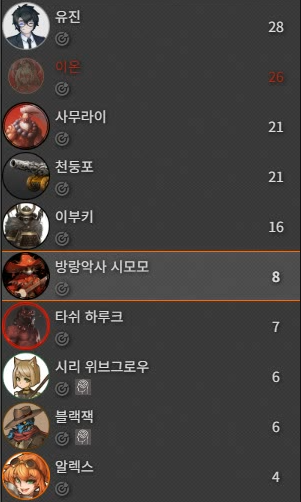 유진 28
이온 26
사무라이 21
천둥포 21
이부키 16
방랑악사 시모모 8
타쉬 하루크 7
시리 위브그로우 6
블랙잭 6
알렉스 4